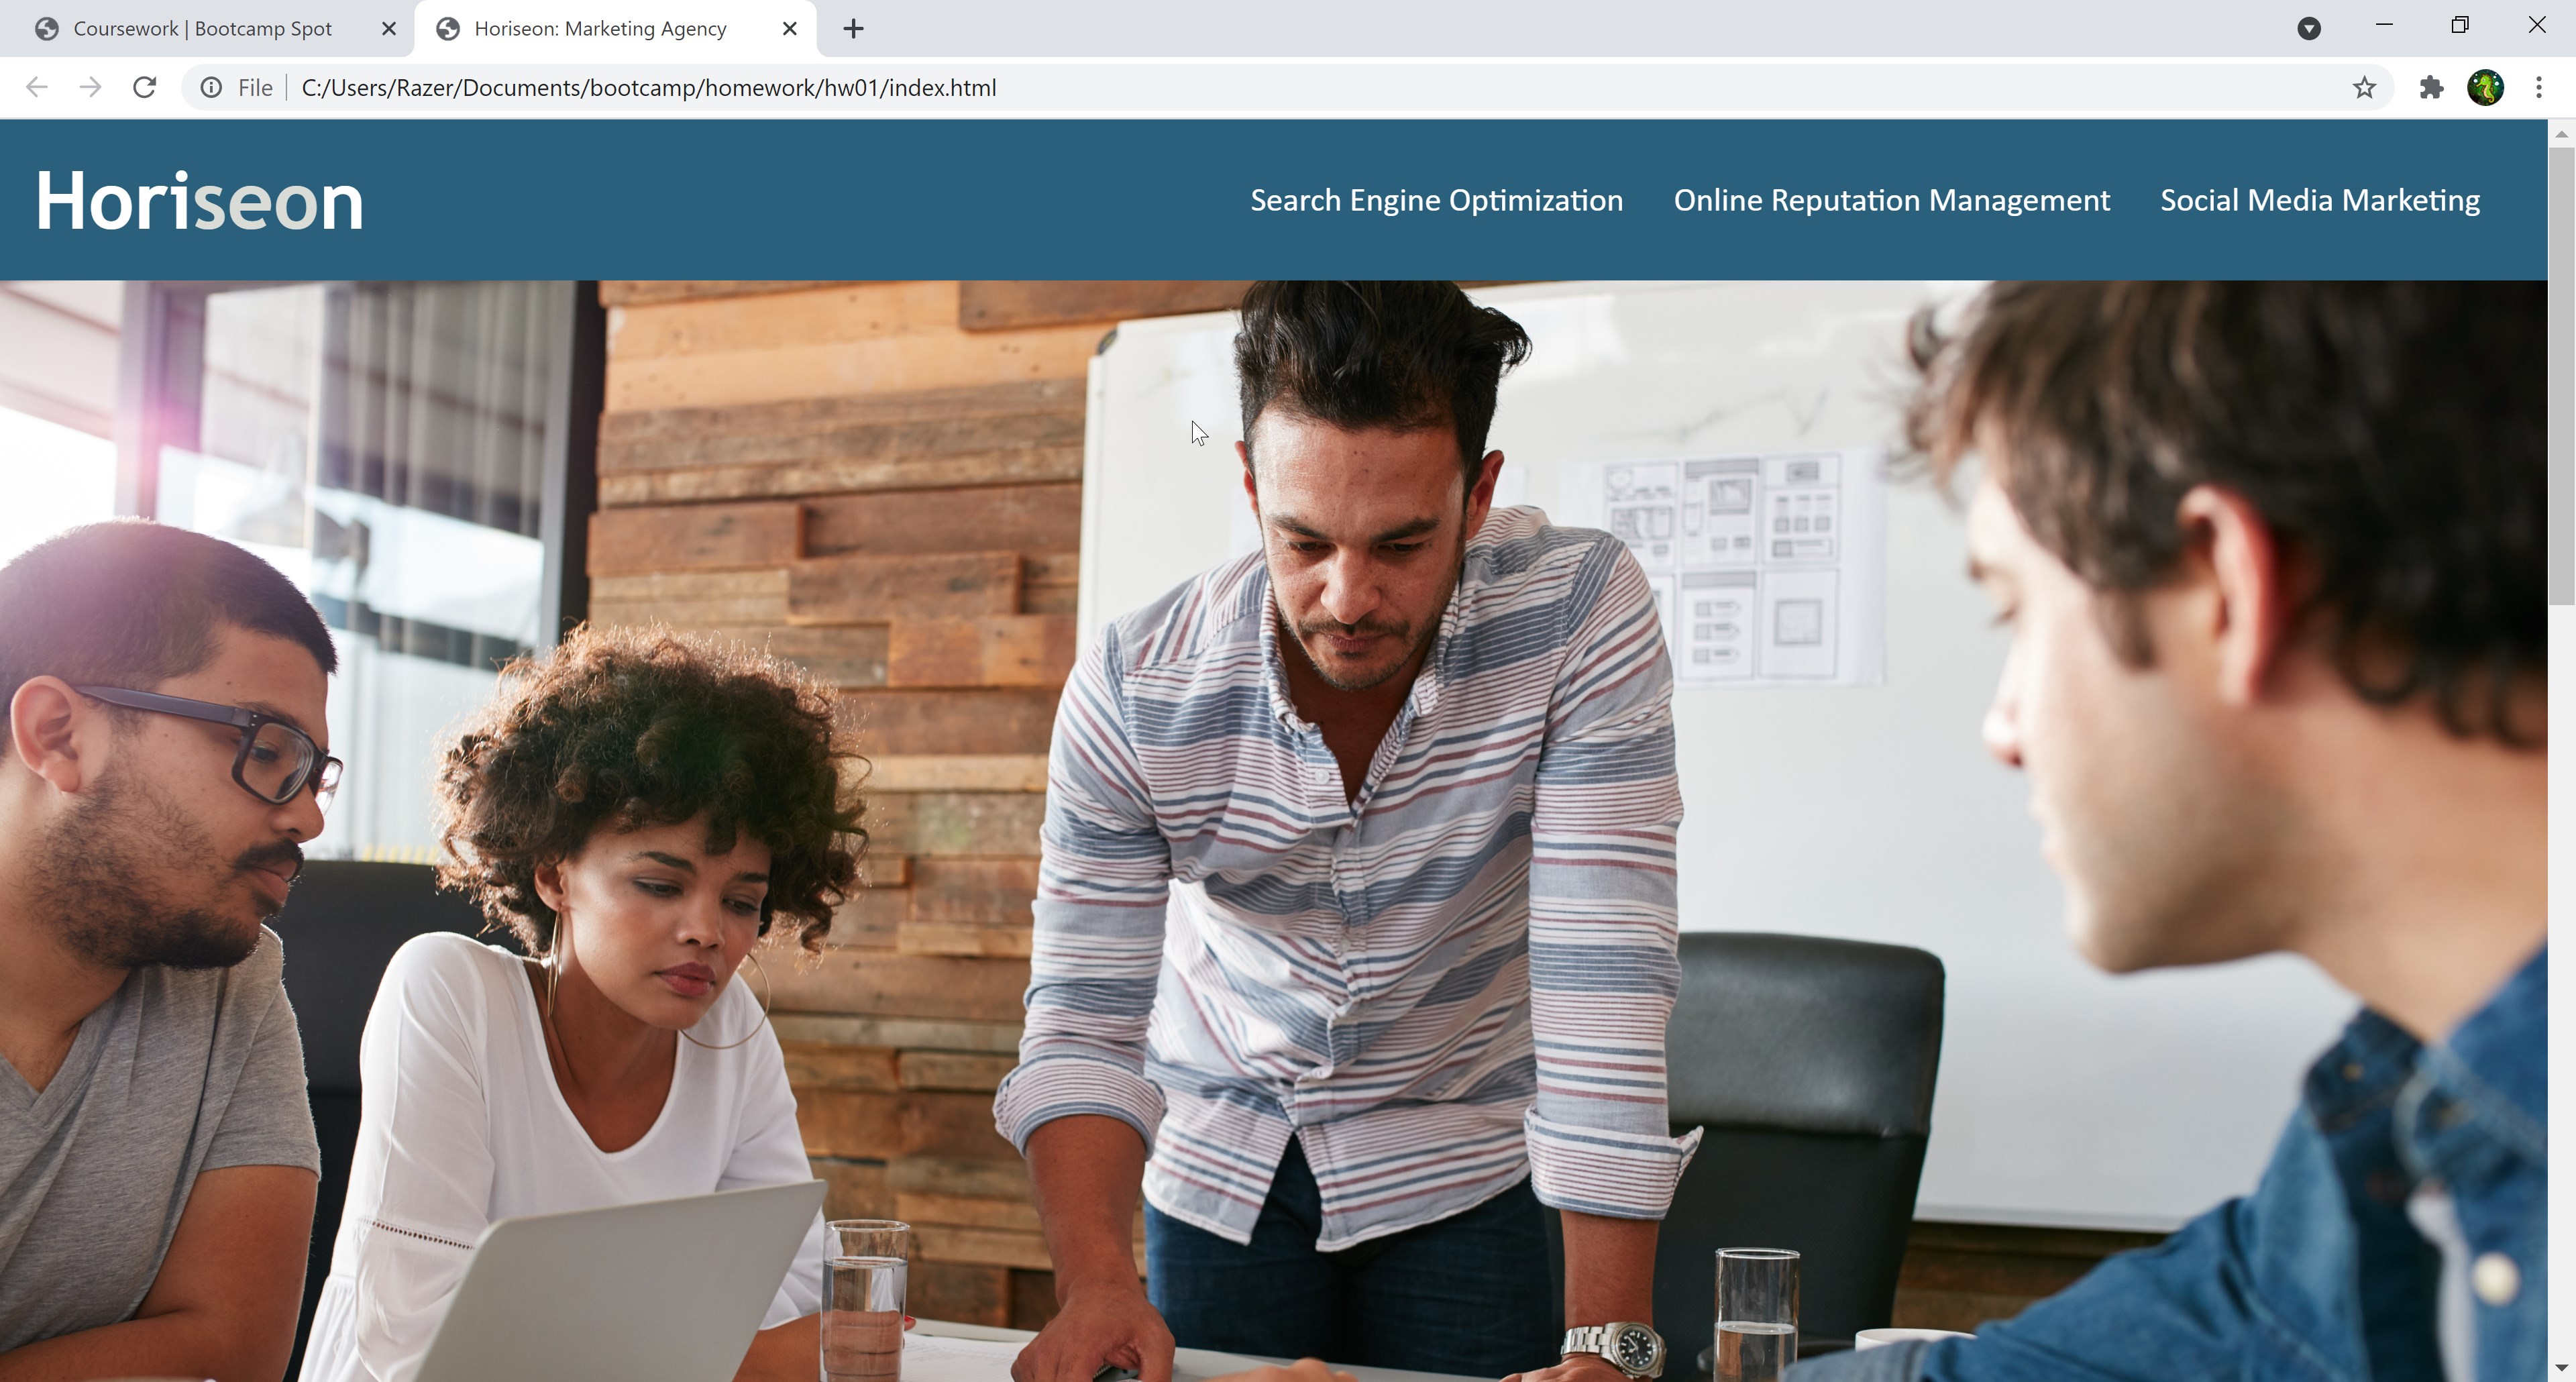 Coursework | Bootcamp Spot
Horiseon: Marketing Agency
File
C:/Users/Razer/Documents/bootcamp/homework/hw01/index.html
Horiseon
Search Engine Optimization
Online Reputation Management
Social Media Marketing